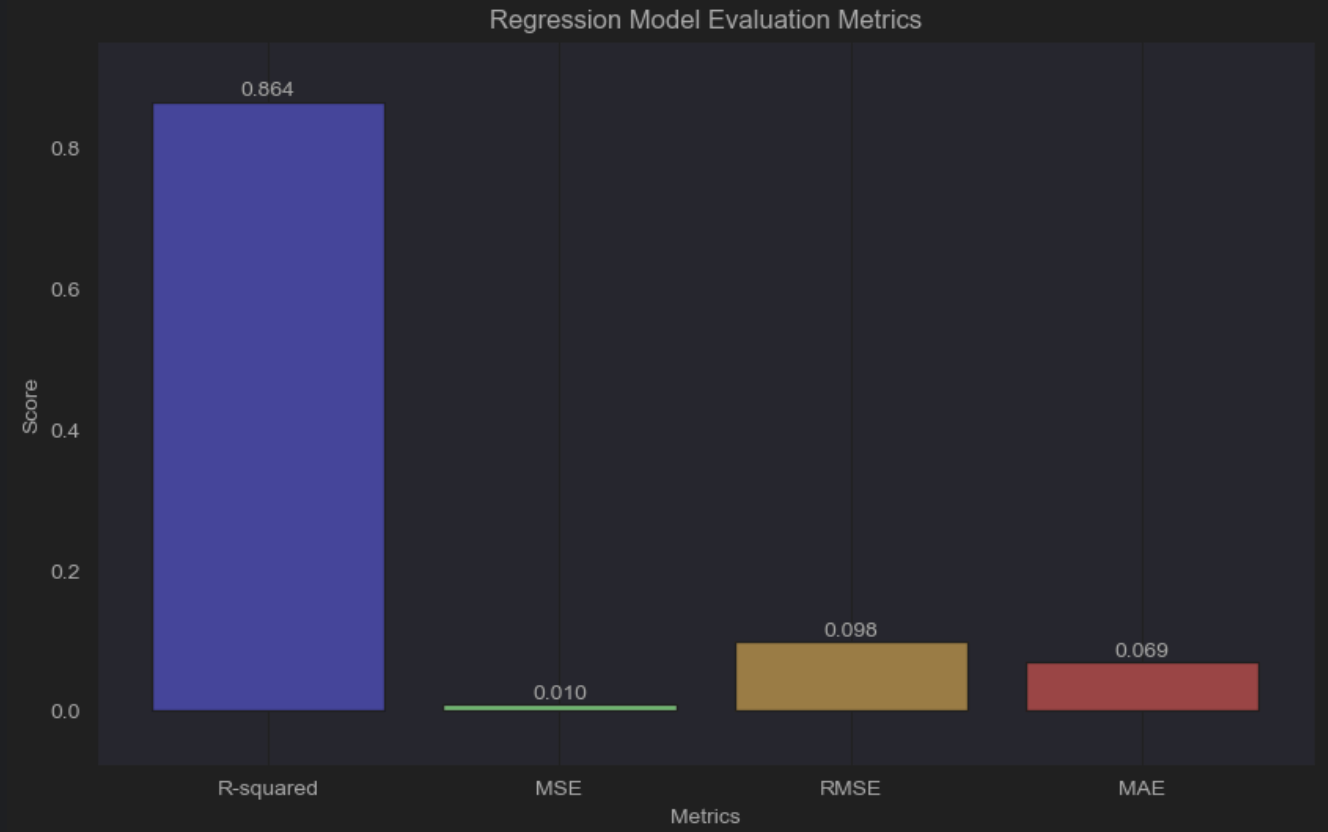 Regression Model Evaluation Metrics
0.864
0.8
0.6
0.4
0.2
0.0
Score
0.010
0.098
0.069
R-squared
MSE
RMSE
MAE
Metrics